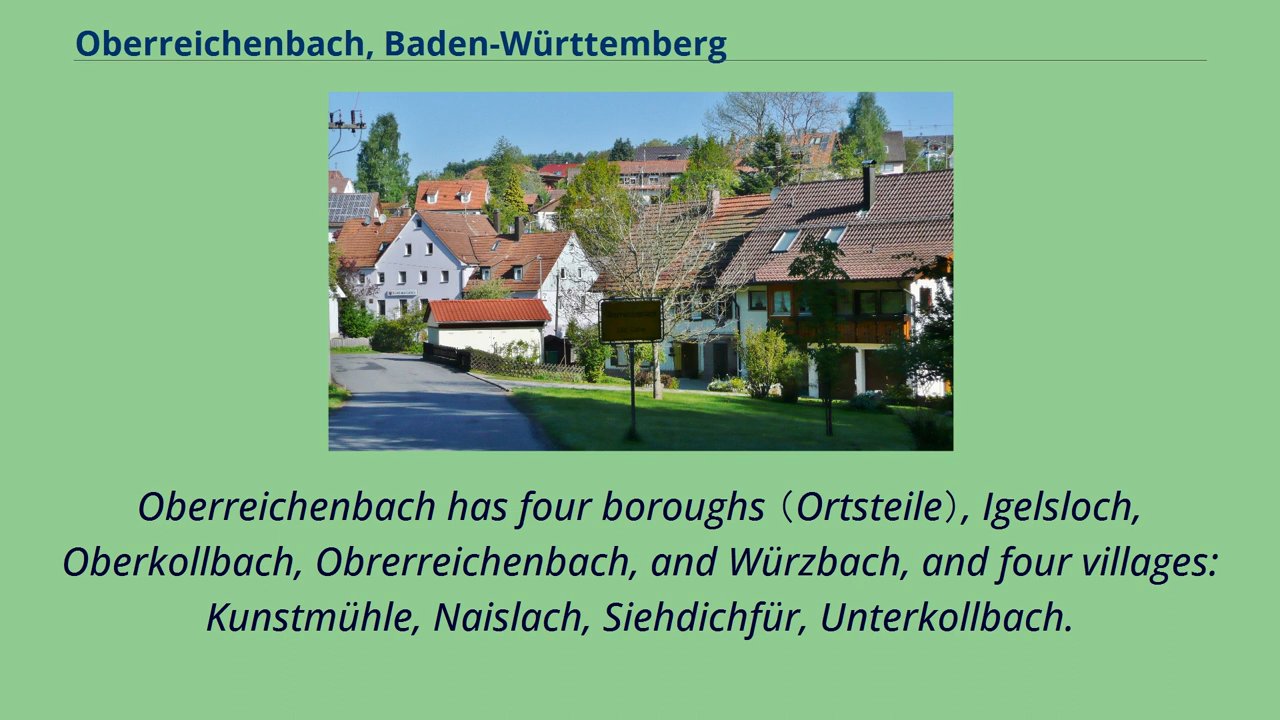 Oberreichenbach, Baden-Württemberg
Oberreichenbach has four boroughs（Ortsteile）, Igelsloch,
Oberkollbach, Obrerreichenbach, and Würzbach, and four villages:
Kunstmühle, Naislach, Siehdichfür, Unterkollbach.